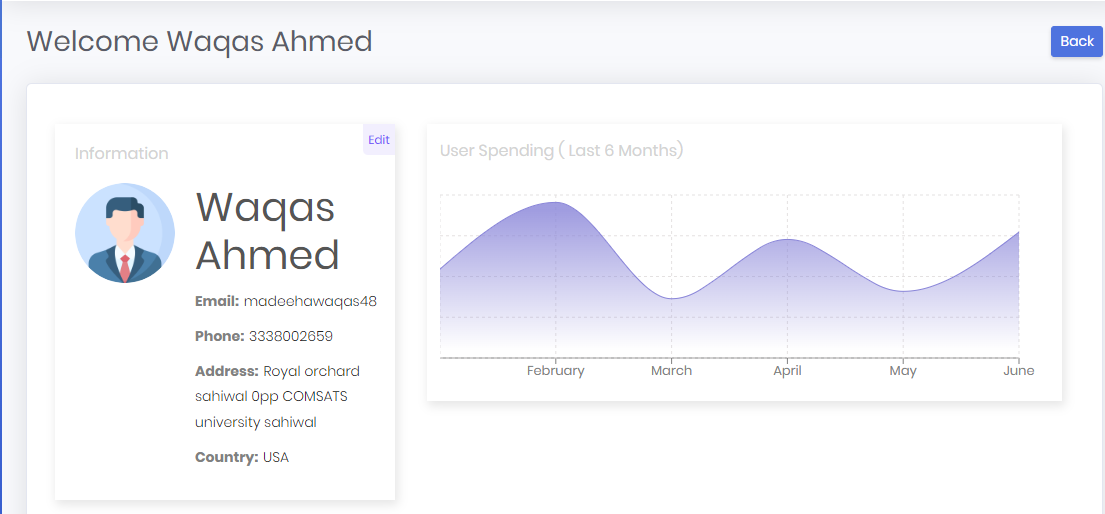 Welcome Waqas Ahmed
Back
Information
Edit
Waqas
Ahmed
Email: madeehawaqas48
Phone: 3338002659
Address: Royal orchard
sahiwal 0pp COMSATS
university sahiwal
Country: USA
User Spending ( Last 6 Months)
February
March
April
May
June